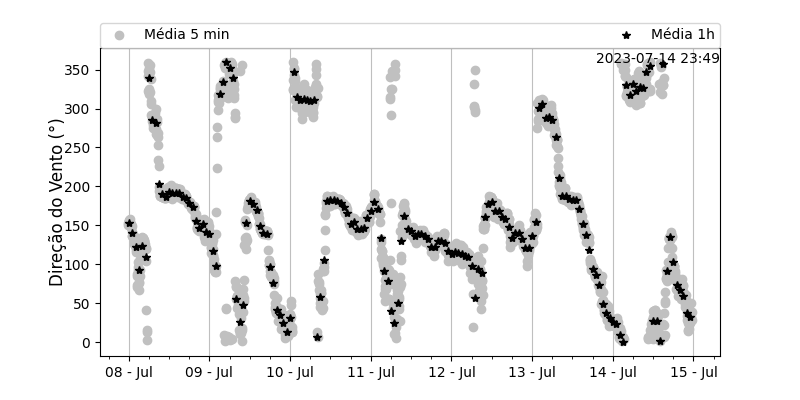 Média 5 min
Média 1h
2023-07-14 23:49
Direção do Vento (°)
350
300
250
200
150
100
50
0
08 - Jul
09 - Jul
10 - Jul
11 - Jul
12 - Jul
13 - Jul
14 - Jul
15 - Jul